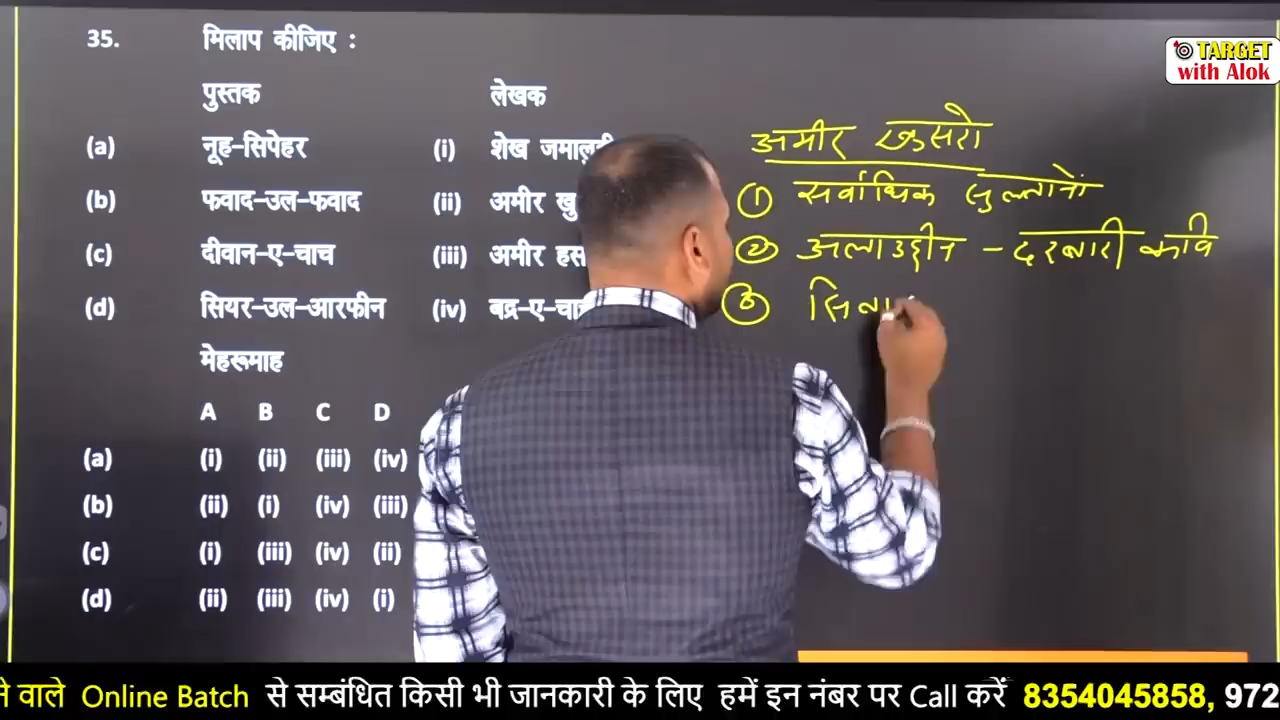 35. मिलाप कीजिए :
पुस्तक लेखक
(a) नूह-सिपेहर (i) शेख
(b) फवाद-उल-फवाद (ii) अमीर
(c) दीवान-ए-चाच (iii) अमीर
(d) सियर-उल-आरफीन (iv) बद्र-ए-
मेहरूमाह
A B C D
(a) (i) (ii) (iii) (iv)
(b) (ii) (i) (iv) (iii)
(c) (i) (iii) (iv) (ii)
(d) (ii) (iii) (iv) (i)
अमीर खुसरो
① सर्वाधिक सुल्तानों
② अलाउद्दीन - दरबारी कवि
③
TARGET
with Alok
ने वाले Online Batch से सम्बंधित किसी भी जानकारी के लिए हमें इन नंबर पर Call करें 8354045858, 972